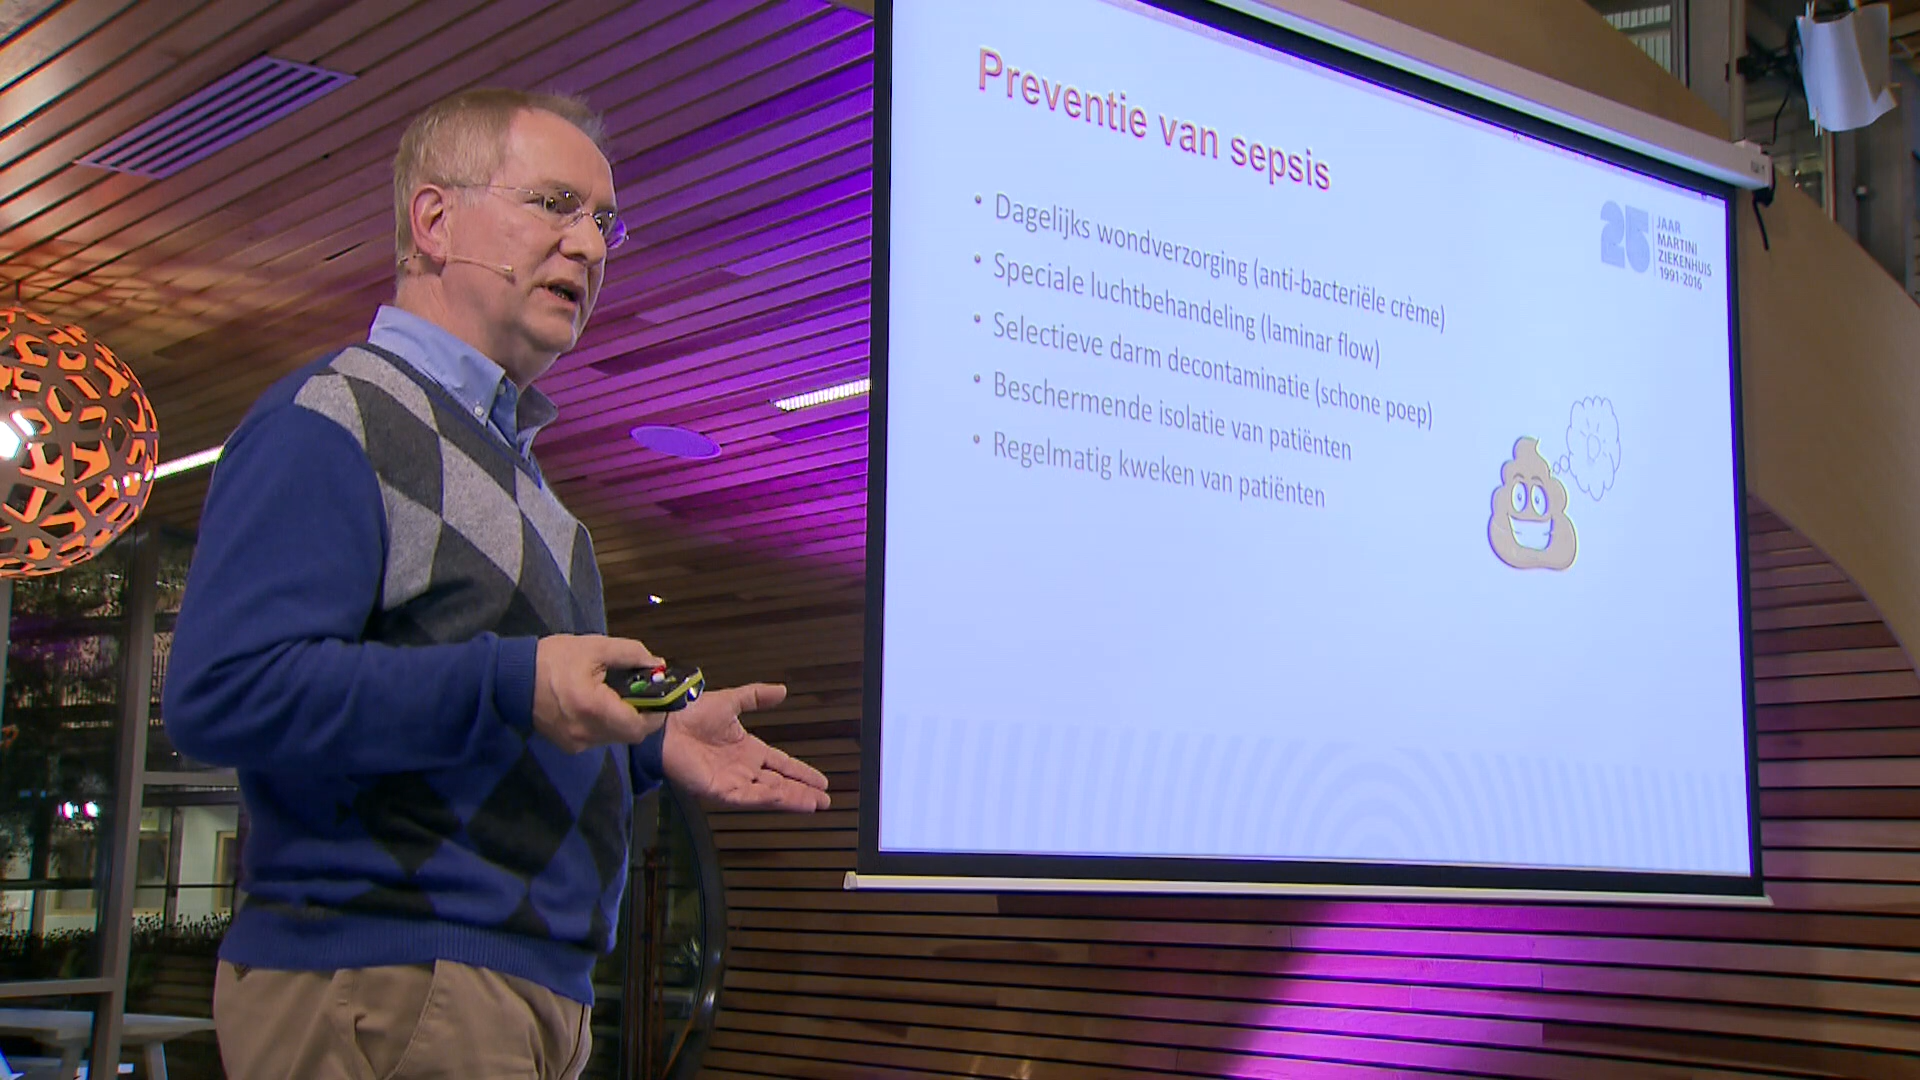 Preventie van sepsis
• Dagelijks wondverzorging (anti-bacteriële crème)
• Speciale luchtbehandeling (laminar flow)
• Selectieve darm decontaminatie (schone poep)
• Beschermende isolatie van patiënten
• Regelmatig kweken van patiënten
25 JAAR
MARTINI
ZIEKENHUIS
1991-2016